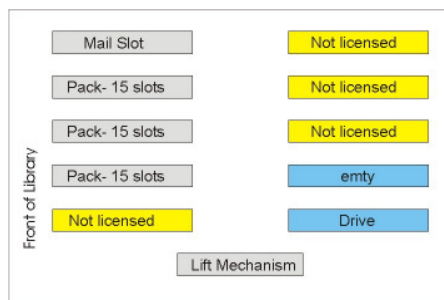 Mail Slot
Not licensed
Pack- 15 slots
Not licensed
Pack- 15 slots
Not licensed
Pack- 15 slots
emty
Not licensed
Drive
Lift Mechanism
Front of Library